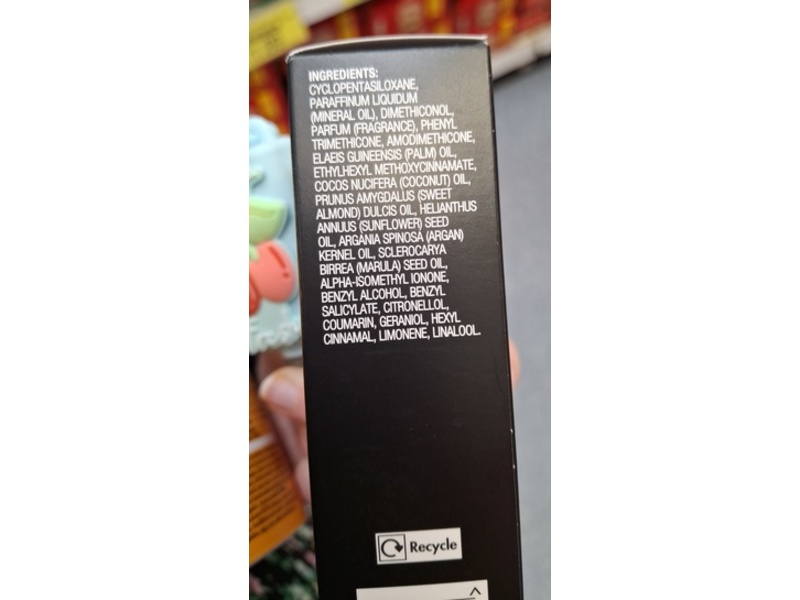 INGREDIENTS:
CYCLOPENTASILOXANE,
PARAFFINUM LIQUIDUM
(MINERAL OIL), DIMETHICONOL,
PARFUM (FRAGRANCE), PHENYL
TRIMETHICONE, AMODIMETHICONE,
ELAEIS GUINEENSIS (PALM) OIL,
ETHYLHEXYL METHOXYCINNAMATE,
COCOS NUCIFERA (COCONUT) OIL,
PRUNUS AMYGDALUS (SWEET
ALMOND) DULCIS OIL, HELIANTHUS
ANNUUS (SUNFLOWER) SEED
OIL, ARGANIA SPINOSA (ARGAN)
KERNEL OIL, SCLEROCARYA
BIRREA (MARULA) SEED OIL,
ALPHA-ISOMETHYL IONONE,
BENZYL ALCOHOL, BENZYL
SALICYLATE, CITRONELLOL,
COUMARIN, GERANIOL, HEXYL
CINNAMAL, LIMONENE, LINALOOL.
Recycle